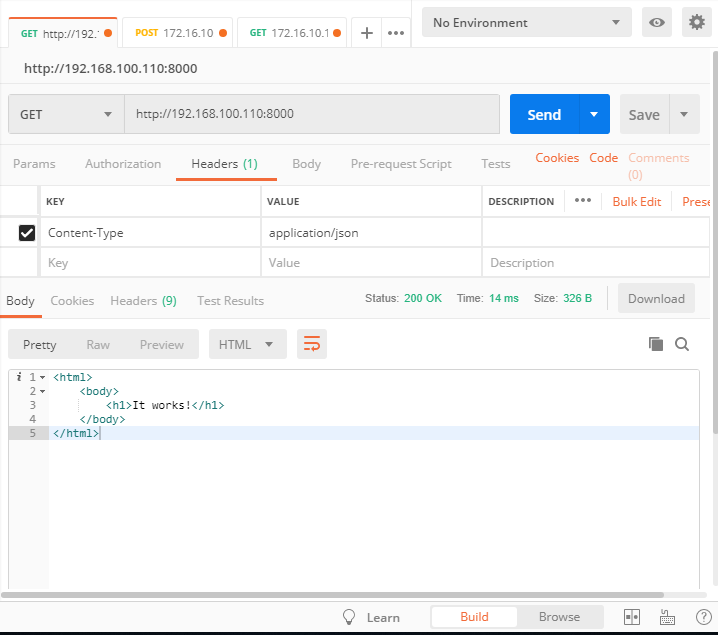 GET http://192.
POST 172.16.10
GET 172.16.10.1
No Environment
http://192.168.100.110:8000
GET http://192.168.100.110:8000 Send Save
Params Authorization Headers (1) Body Pre-request Script Tests Cookies Code Comments (0)
KEY VALUE DESCRIPTION ••• Bulk Edit Prese
Content-Type application/json
Key Value Description
Body Cookies Headers (9) Test Results Status: 200 OK Time: 14 ms Size: 326 B Download
Pretty Raw Preview HTML
i 1 <html>
2 <body>
3 <h1>It works!</h1>
4 </body>
5 </html>
Learn Build Browse ?